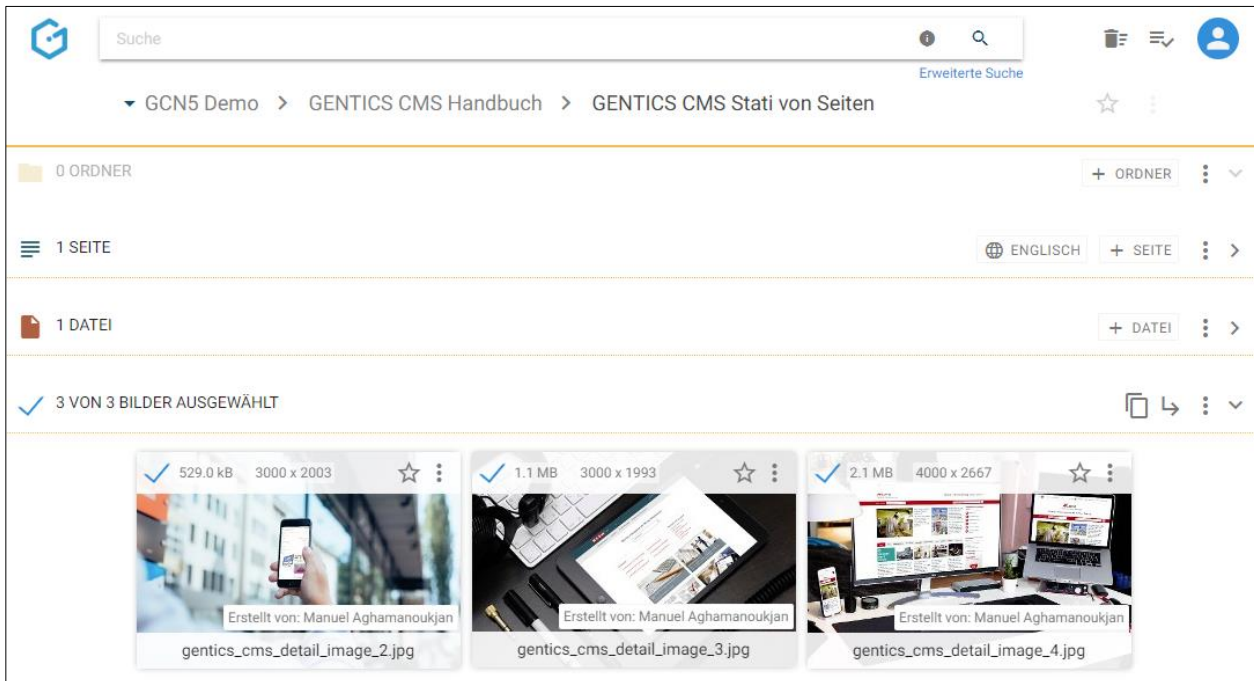 Suche
Erweiterte Suche
GCN5 Demo > GENTICS CMS Handbuch > GENTICS CMS Stati von Seiten
0 ORDNER + ORDNER
1 SEITE ENGLISCH + SEITE
1 DATEI + DATEI
3 VON 3 BILDER AUSGEWÄHLT
529.0 kB 3000 x 2003 1.1 MB 3000 x 1993 2.1 MB 4000 x 2667
Erstellt von: Manuel Aghamanoukjan Erstellt von: Manuel Aghamanoukjan Erstellt von: Manuel Aghamanoukjan
gentics_cms_detail_image_2.jpg gentics_cms_detail_image_3.jpg gentics_cms_detail_image_4.jpg